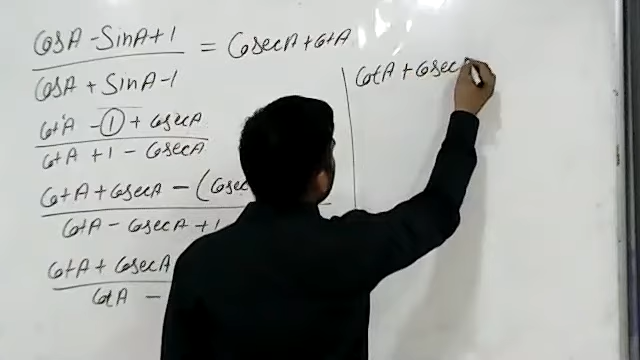 CosA - SinA+1 = CosecA + CotA
CosA + SinA-1
CotA - 1 + CosecA
CotA + 1 - CosecA
CotA + CosecA - (Cosec
CotA - CosecA + 1
CotA + CosecA
CotA -
CotA + Cosec